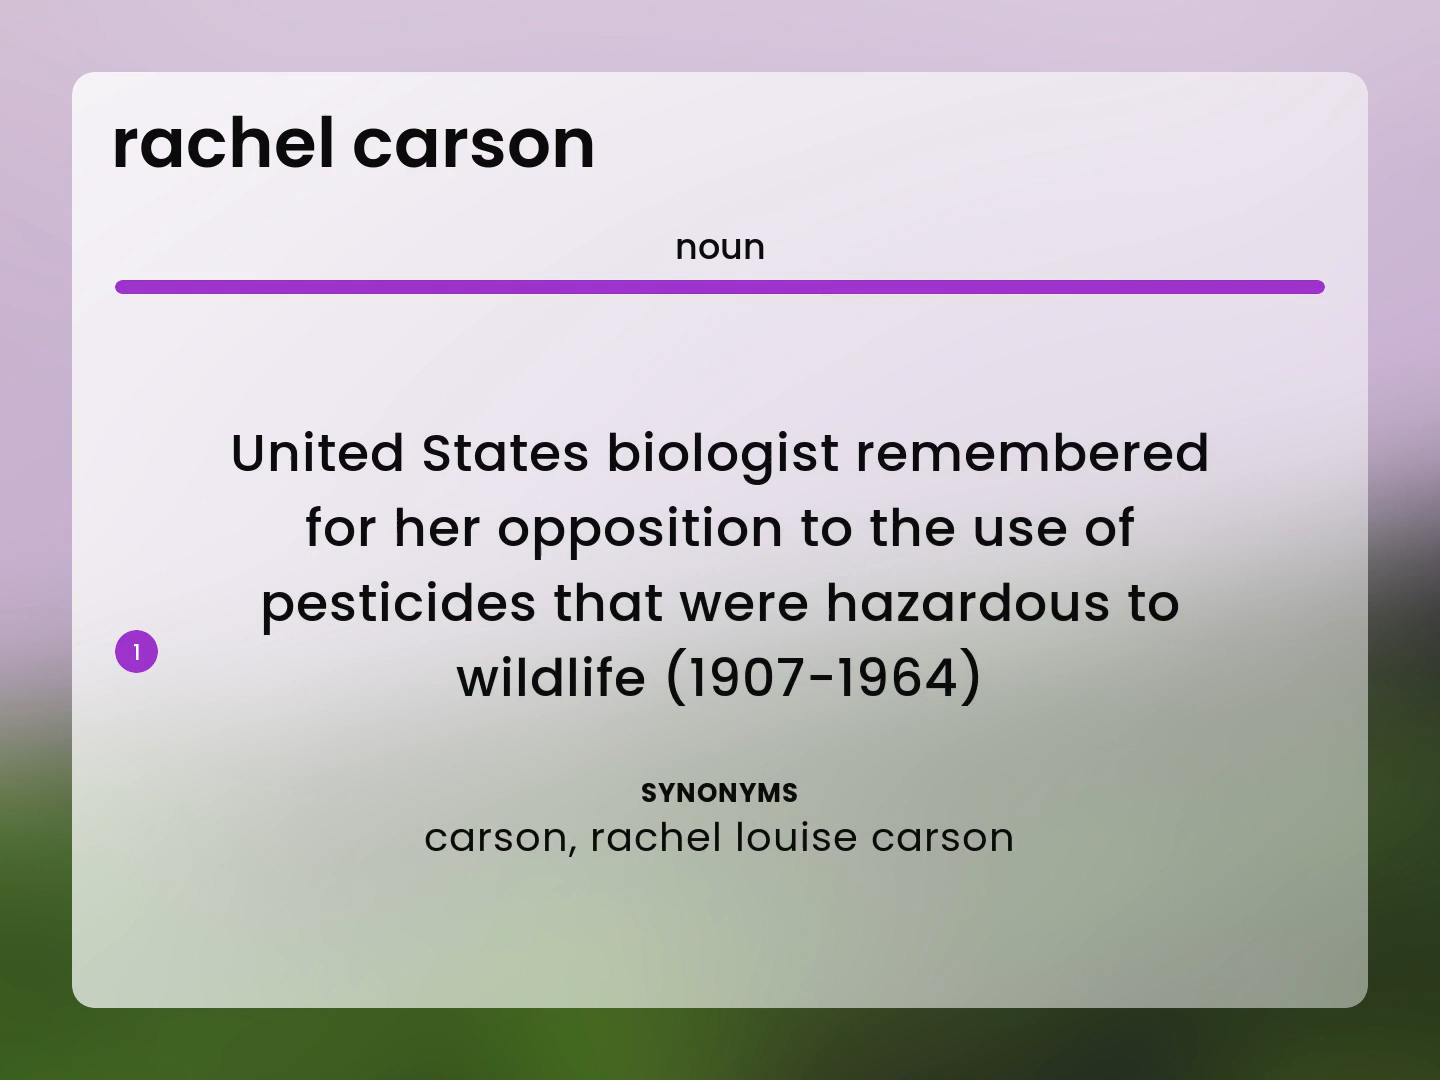 rachel carson
noun
United States biologist remembered
for her opposition to the use of
pesticides that were hazardous to
1
wildlife (1907-1964)
SYNONYMS
carson, rachel louise carson